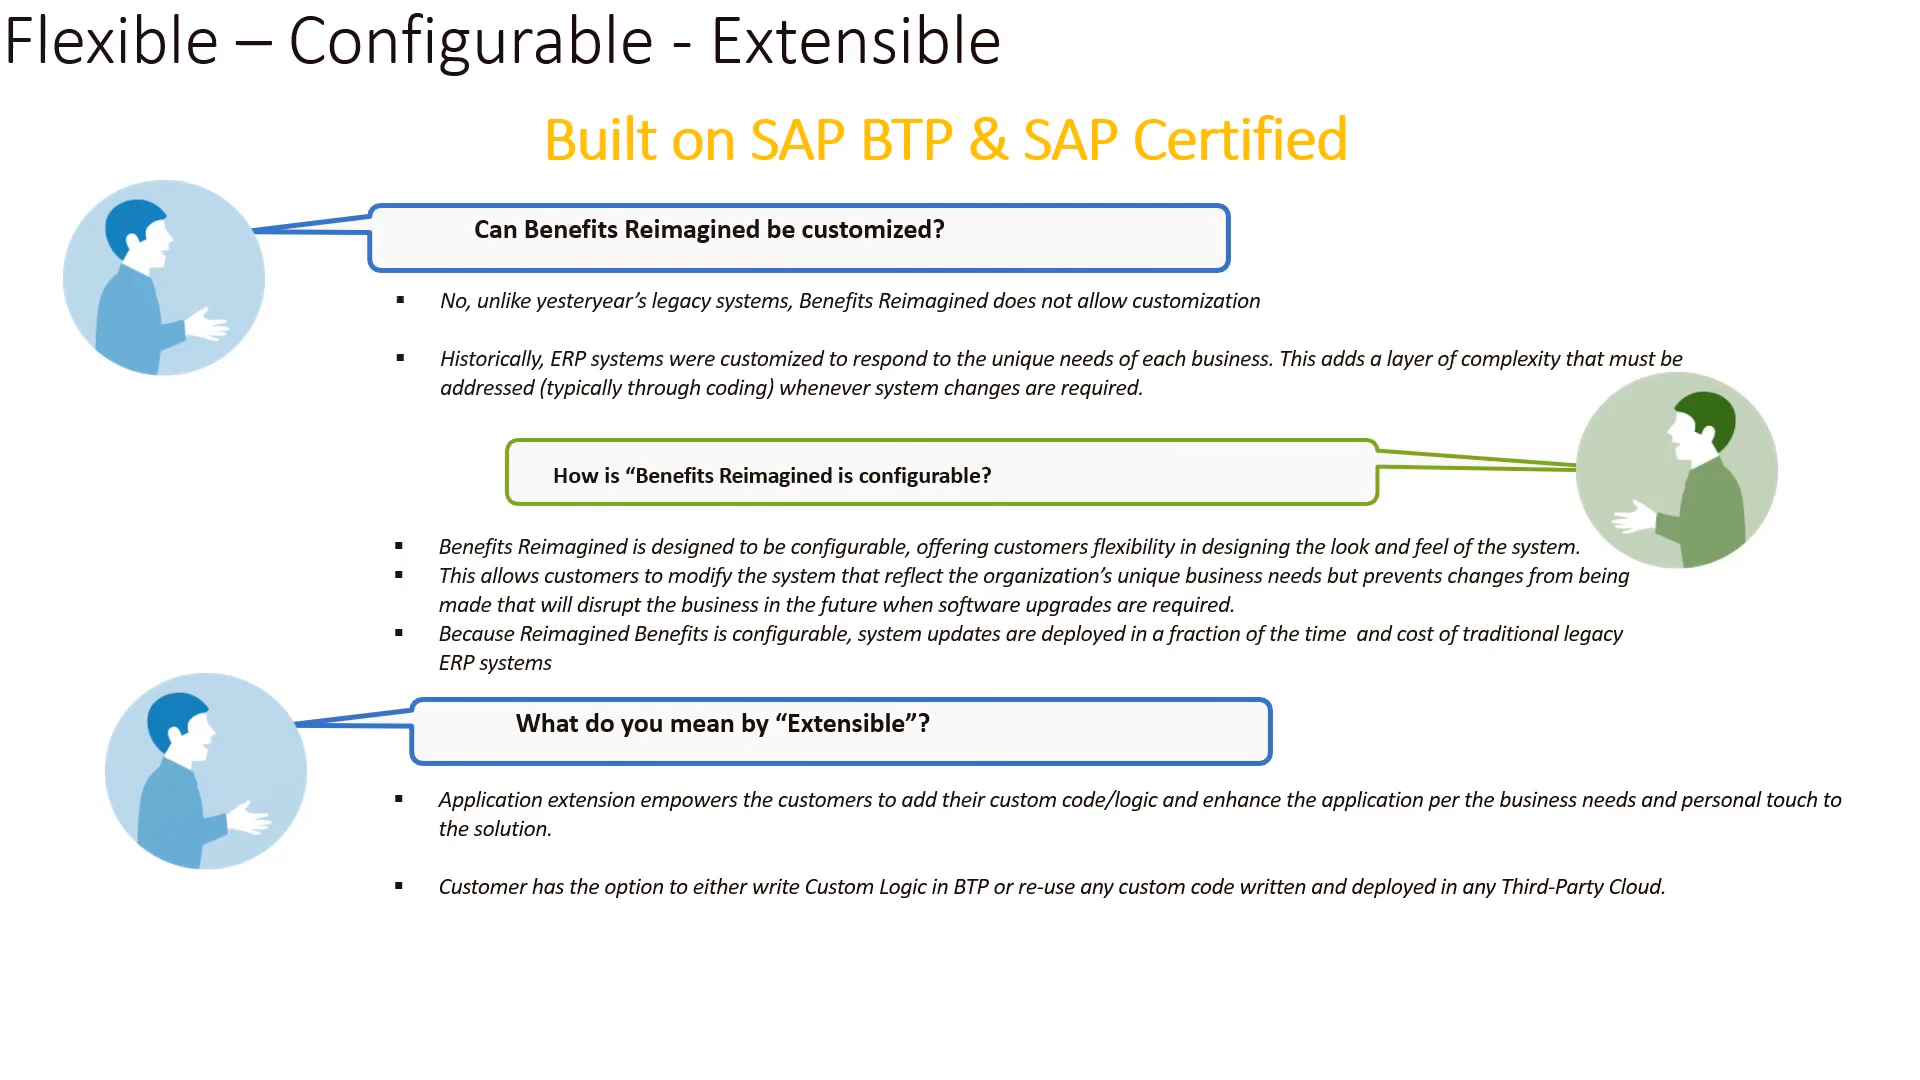 Flexible – Configurable - Extensible
Built on SAP BTP & SAP Certified
Can Benefits Reimagined be customized?
▪ No, unlike yesteryear’s legacy systems, Benefits Reimagined does not allow customization
▪ Historically, ERP systems were customized to respond to the unique needs of each business. This adds a layer of complexity that must be
addressed (typically through coding) whenever system changes are required.
How is “Benefits Reimagined is configurable?
▪ Benefits Reimagined is designed to be configurable, offering customers flexibility in designing the look and feel of the system.
▪ This allows customers to modify the system that reflect the organization’s unique business needs but prevents changes from being
made that will disrupt the business in the future when software upgrades are required.
▪ Because Reimagined Benefits is configurable, system updates are deployed in a fraction of the time and cost of traditional legacy
ERP systems
What do you mean by “Extensible”?
▪ Application extension empowers the customers to add their custom code/logic and enhance the application per the business needs and personal touch to
the solution.
▪ Customer has the option to either write Custom Logic in BTP or re-use any custom code written and deployed in any Third-Party Cloud.